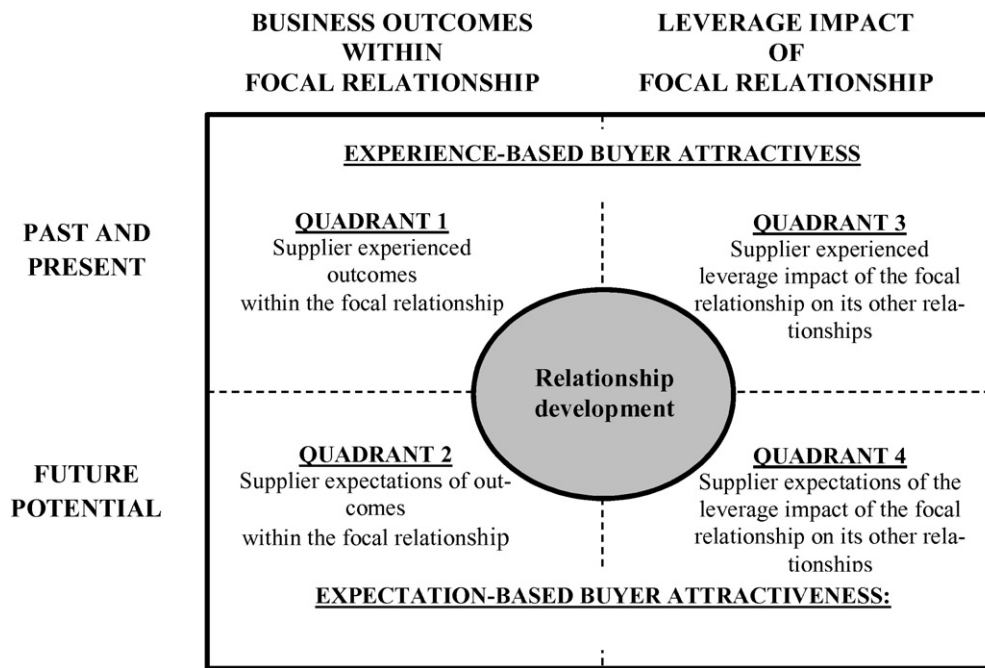 BUSINESS OUTCOMES
WITHIN
FOCAL RELATIONSHIP
LEVERAGE IMPACT
OF
FOCAL RELATIONSHIP
EXPERIENCE-BASED BUYER ATTRACTIVESS
PAST AND
PRESENT
QUADRANT 1
Supplier experienced
outcomes
within the focal relationship
QUADRANT 3
Supplier experienced
leverage impact of the focal
relationship on its other rela-
tionships
Relationship
development
FUTURE
POTENTIAL
QUADRANT 2
Supplier expectations of out-
comes
within the focal relationship
QUADRANT 4
Supplier expectations of the
leverage impact of the focal
relationship on its other rela-
tionships
EXPECTATION-BASED BUYER ATTRACTIVENESS: